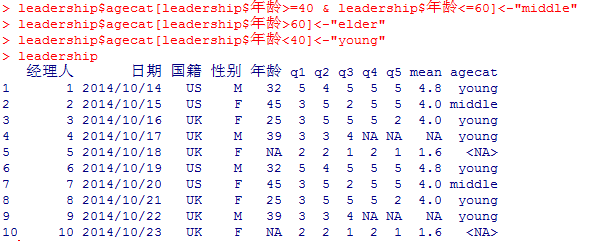 > leadership$agecat[leadership$年龄>=40 & leadership$年龄<=60]<-"middle"
> leadership$agecat[leadership$年龄>60]<-"elder"
> leadership$agecat[leadership$年龄<40]<-"young"
> leadership
经理人 日期 国籍 性别 年龄 q1 q2 q3 q4 q5 mean agecat
1 1 2014/10/14 US M 32 5 4 5 5 5 4.8 young
2 2 2014/10/15 US F 45 3 5 2 5 5 4.0 middle
3 3 2014/10/16 UK F 25 3 5 5 5 2 4.0 young
4 4 2014/10/17 UK M 39 3 3 4 NA NA NA young
5 5 2014/10/18 UK F NA 2 2 1 2 1 1.6 <NA>
6 6 2014/10/19 US M 32 5 4 5 5 5 4.8 young
7 7 2014/10/20 US F 45 3 5 2 5 5 4.0 middle
8 8 2014/10/21 UK F 25 3 5 5 5 2 4.0 young
9 9 2014/10/22 UK M 39 3 3 4 NA NA NA young
10 10 2014/10/23 UK F NA 2 2 1 2 1 1.6 <NA>